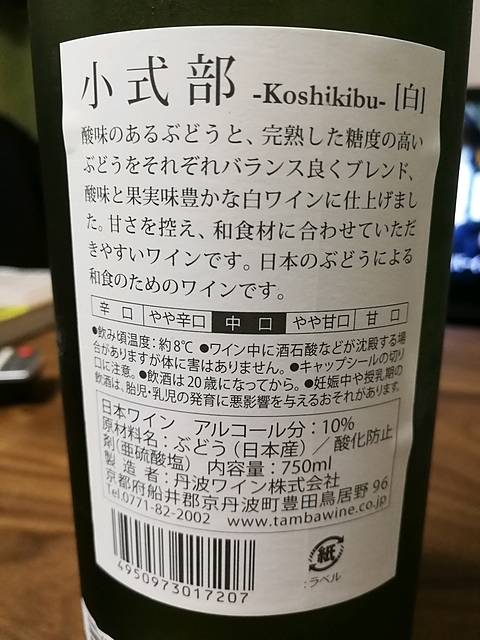 小式部 -Koshikibu- [白]
酸味のあるぶどうと、完熟した糖度の高い
ぶどうをそれぞれバランス良くブレンド、
酸味と果実味豊かな白ワインに仕上げまし
た。甘さを控え、和食材に合わせていただ
きやすいワインです。日本のぶどうによる
和食のためのワインです。
辛口 やや辛口 中口 やや甘口 甘口
●飲み頃温度：約8℃ ●ワイン中に酒石酸などが沈殿する場
合がありますが体に害はありません。 ●キャップシールの切り
口に注意。 ●飲酒は20歳になってから。 ●妊娠中や授乳期の
飲酒は、胎児・乳児の発育に悪影響を与えるおそれがあります。
日本ワイン アルコール分：10%
原材料名：ぶどう（日本産）／酸化防止
剤（亜硫酸塩） 内容量：750ml
製造者：丹波ワイン株式会社
京都府船井郡京丹波町豊田鳥居野96
Tel.0771-82-2002 www.tambawine.co.jp
4950973017207
紙
：ラベル